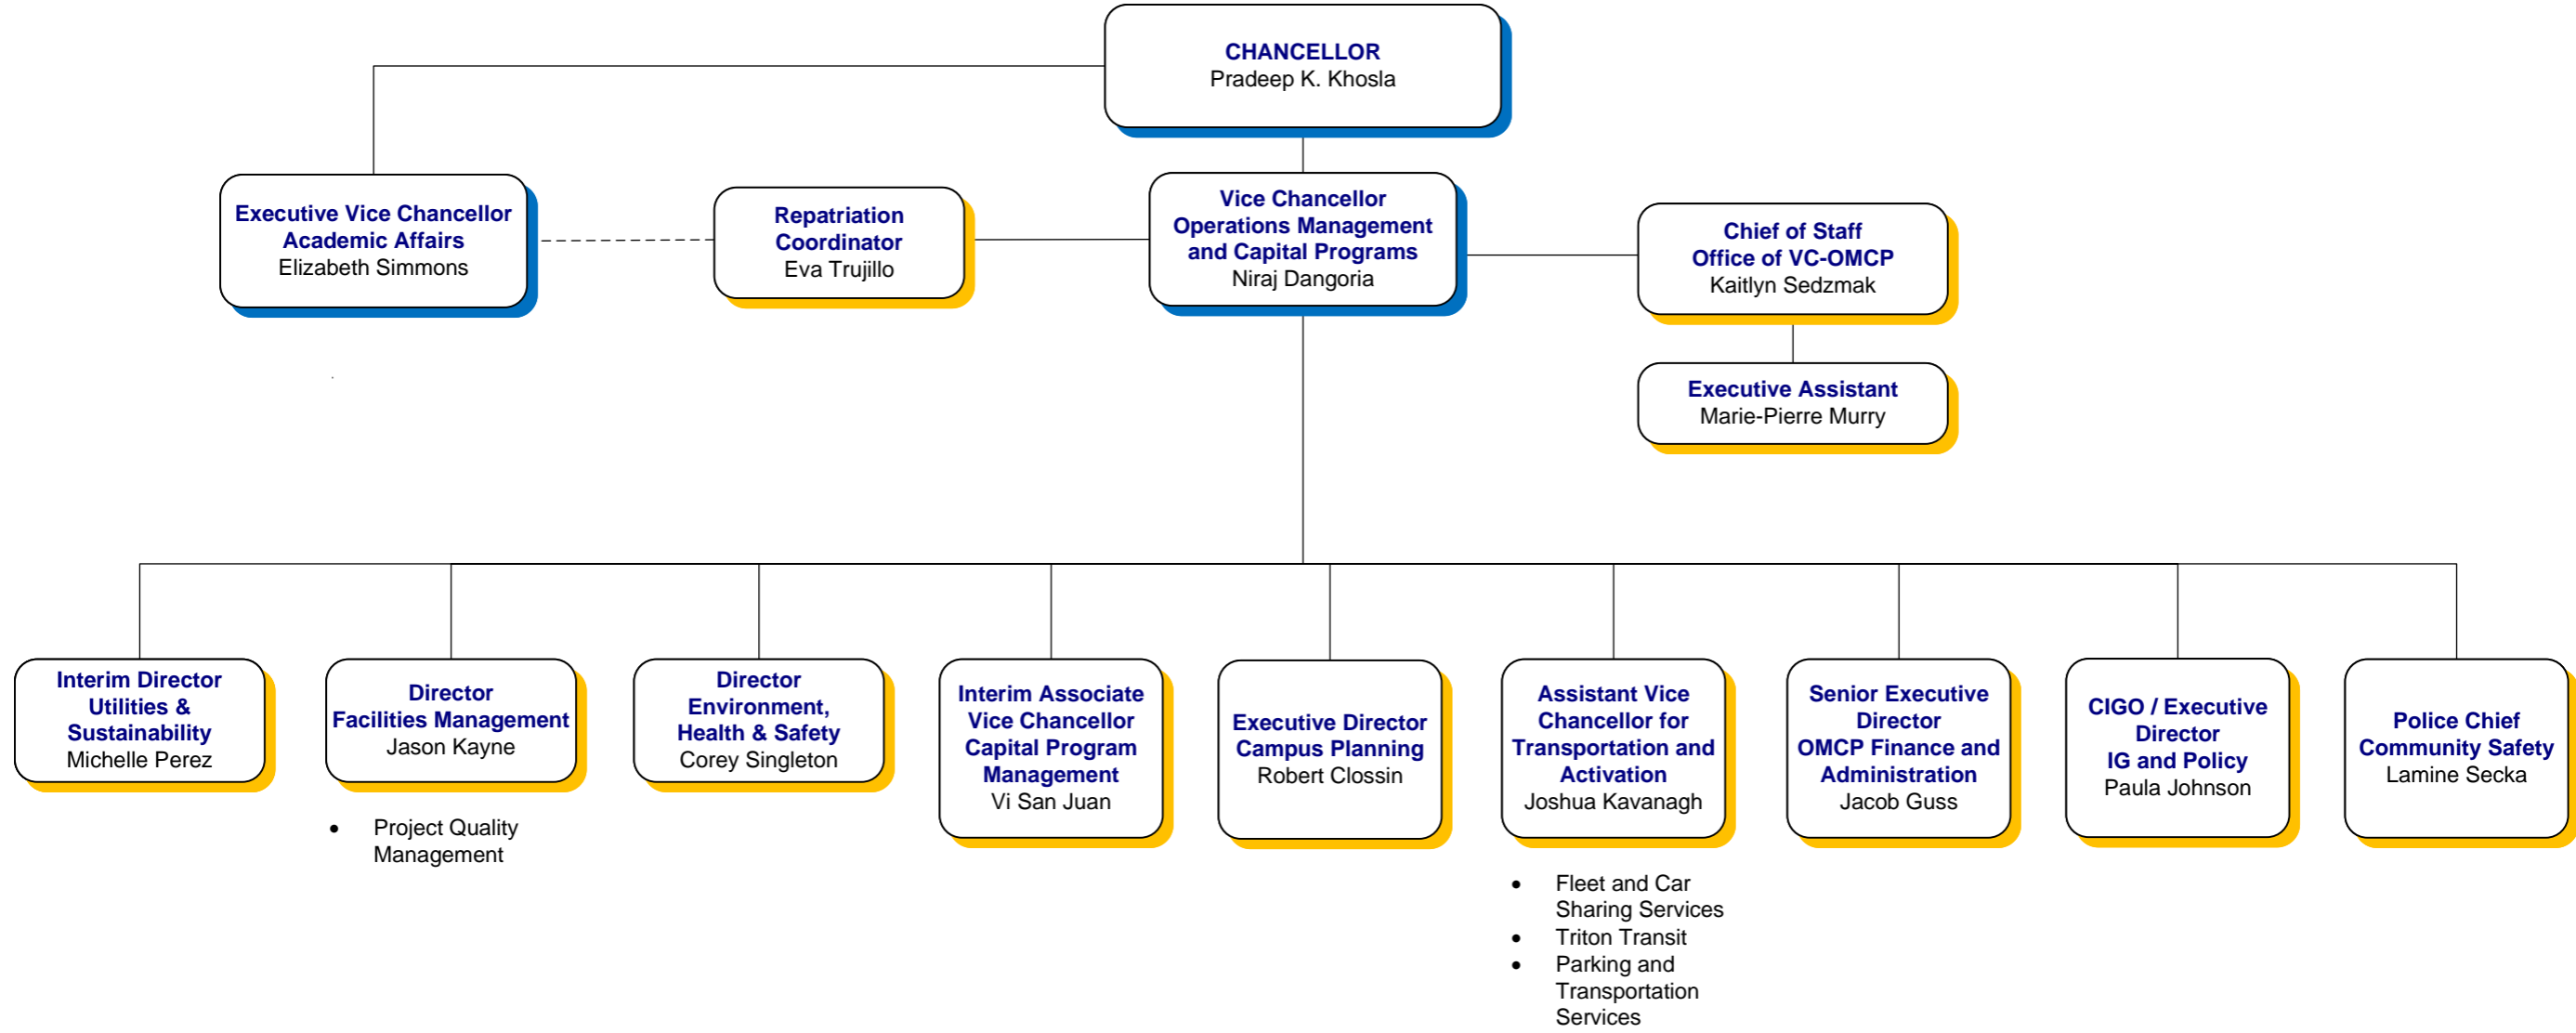 CHANCELLOR
Pradeep K. Khosla
Executive Vice Chancellor
Academic Affairs
Elizabeth Simmons
Repatriation
Coordinator
Eva Trujillo
Vice Chancellor
Operations Management
and Capital Programs
Niraj Dangoria
Chief of Staff
Office of VC-OMCP
Kaitlyn Sedzmak
Executive Assistant
Marie-Pierre Murry
Interim Director
Utilities &
Sustainability
Michelle Perez
Director
Facilities Management
Jason Kayne
• Project Quality
Management
Director
Environment,
Health & Safety
Corey Singleton
Interim Associate
Vice Chancellor
Capital Program
Management
Vi San Juan
Executive Director
Campus Planning
Robert Clossin
Assistant Vice
Chancellor for
Transportation and
Activation
Joshua Kavanagh
• Fleet and Car
Sharing Services
• Triton Transit
• Parking and
Transportation
Services
Senior Executive
Director
OMCP Finance and
Administration
Jacob Guss
CIGO / Executive
Director
IG and Policy
Paula Johnson
Police Chief
Community Safety
Lamine Secka